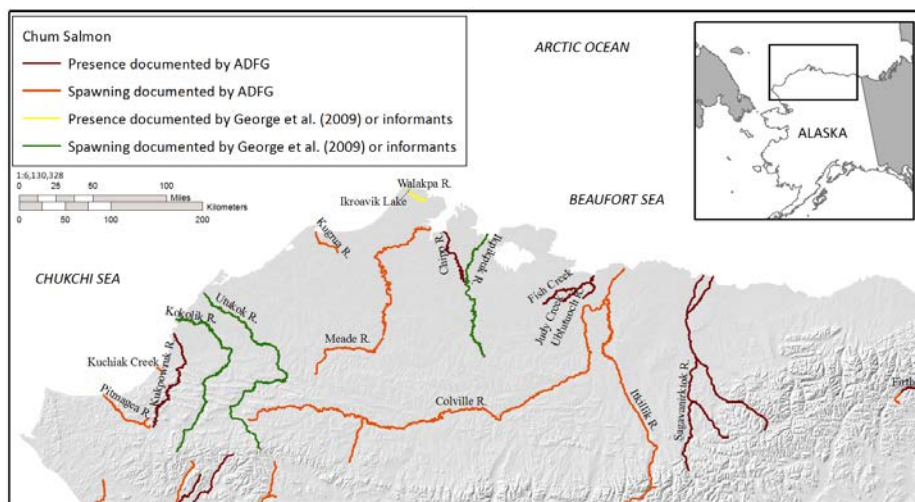 Chum Salmon
Presence documented by ADFG
Spawning documented by ADFG
Presence documented by George et al. (2009) or informants
Spawning documented by George et al. (2009) or informants
ARCTIC OCEAN
ALASKA
1:6,130,328
0 25 50 100
Miles
Kilometers
0 50 100 200
Walakpa R.
Ikroavik Lake
BEAUFORT SEA
CHUKCHI SEA
Kugrua R.
Chipp R.
Ikpikpuk R.
Fish Creek
Judy Creek
Ublutuoch R.
Utukok R.
Kokolik R.
Meade R.
Kuchiak Creek
Kukpowruk R.
Pitmagea R.
Colville R.
Itkillik R.
Sagavanirktok R.
Firth